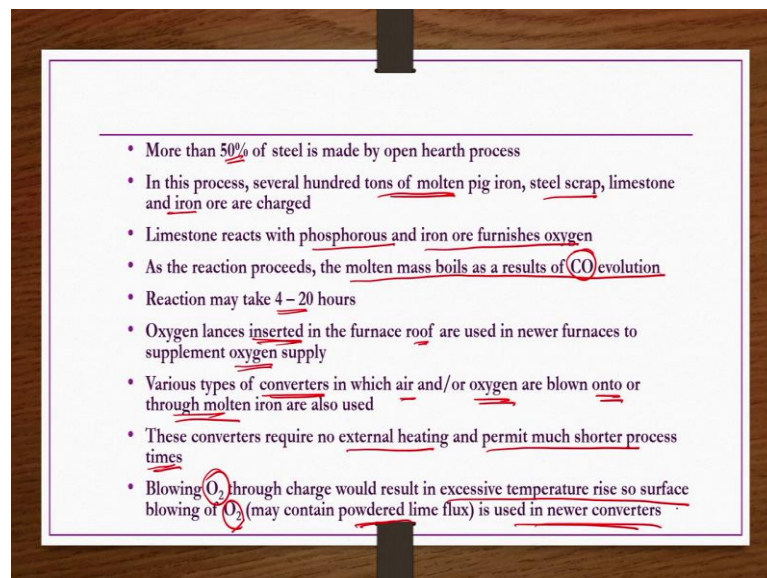 • More than 50% of steel is made by open hearth process
• In this process, several hundred tons of molten pig iron, steel scrap, limestone
and iron ore are charged
• Limestone reacts with phosphorous and iron ore furnishes oxygen
• As the reaction proceeds, the molten mass boils as a results of CO evolution
• Reaction may take 4 – 20 hours
• Oxygen lances inserted in the furnace roof are used in newer furnaces to
supplement oxygen supply
• Various types of converters in which air and/or oxygen are blown onto or
through molten iron are also used
• These converters require no external heating and permit much shorter process
times
• Blowing O₂ through charge would result in excessive temperature rise so surface
blowing of O₂ (may contain powdered lime flux) is used in newer converters